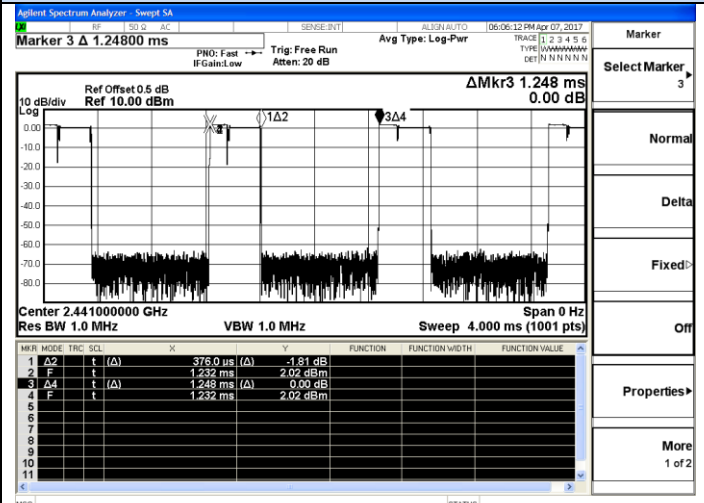 Agilent Spectrum Analyzer - Swept SA
RF 50 Ω AC SENSE:INT ALIGN AUTO 06:06:12 PM Apr 07, 2017
Marker 3 Δ 1.24800 ms
PNO: Fast Trig: Free Run
IFGain:Low Atten: 20 dB
Avg Type: Log-Pwr
TRACE 1 2 3 4 5 6
TYPE W
DET N N N N N N
Ref Offset 0.5 dB
10 dB/div Ref 10.00 dBm
ΔMkr3 1.248 ms
0.00 dB
Log
0.00
-10.0
-20.0
-30.0
-40.0
-50.0
-60.0
-70.0
-80.0
1Δ2
3Δ4
Center 2.441000000 GHz Span 0 Hz
Res BW 1.0 MHz VBW 1.0 MHz Sweep 4.000 ms (1001 pts)
MKR MODE TRC SCL X Y FUNCTION FUNCTION WIDTH FUNCTION VALUE
1 Δ2 t (Δ) 376.0 µs (Δ) -1.81 dB
2 F t 1.232 ms 2.02 dBm
3 Δ4 t (Δ) 1.248 ms (Δ) 0.00 dB
4 F t 1.232 ms 2.02 dBm
5
6
7
8
9
10
11
MSG STATUS
Marker
Select Marker
3
Normal
Delta
Fixed
Off
Properties
More
1 of 2